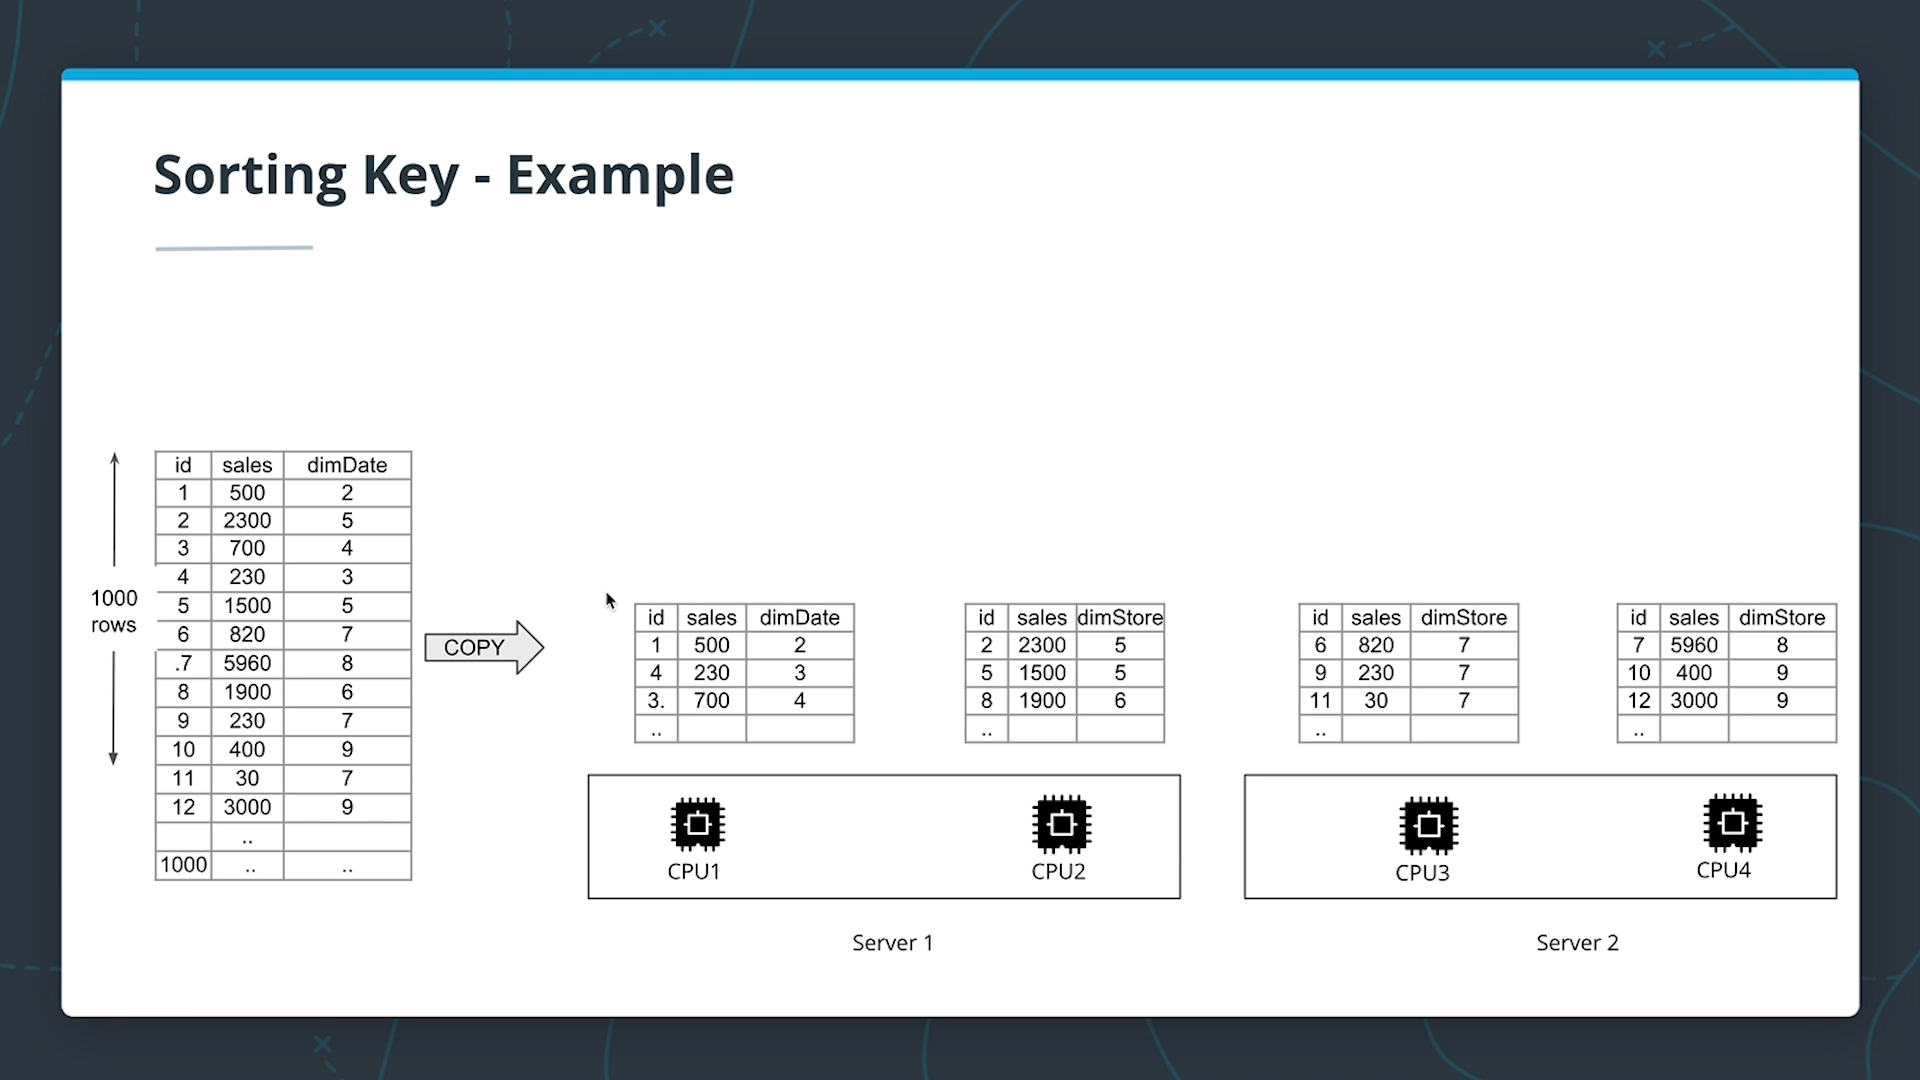 Sorting Key - Example
1000
rows
id sales dimDate
1 500 2
2 2300 5
3 700 4
4 230 3
5 1500 5
6 820 7
.7 5960 8
8 1900 6
9 230 7
10 400 9
11 30 7
12 3000 9
..
1000 .. ..
COPY
id sales dimDate
1 500 2
4 230 3
3. 700 4
..
id sales dimStore
2 2300 5
5 1500 5
8 1900 6
..
id sales dimStore
6 820 7
9 230 7
11 30 7
..
id sales dimStore
7 5960 8
10 400 9
12 3000 9
..
CPU1
CPU2
CPU3
CPU4
Server 1
Server 2